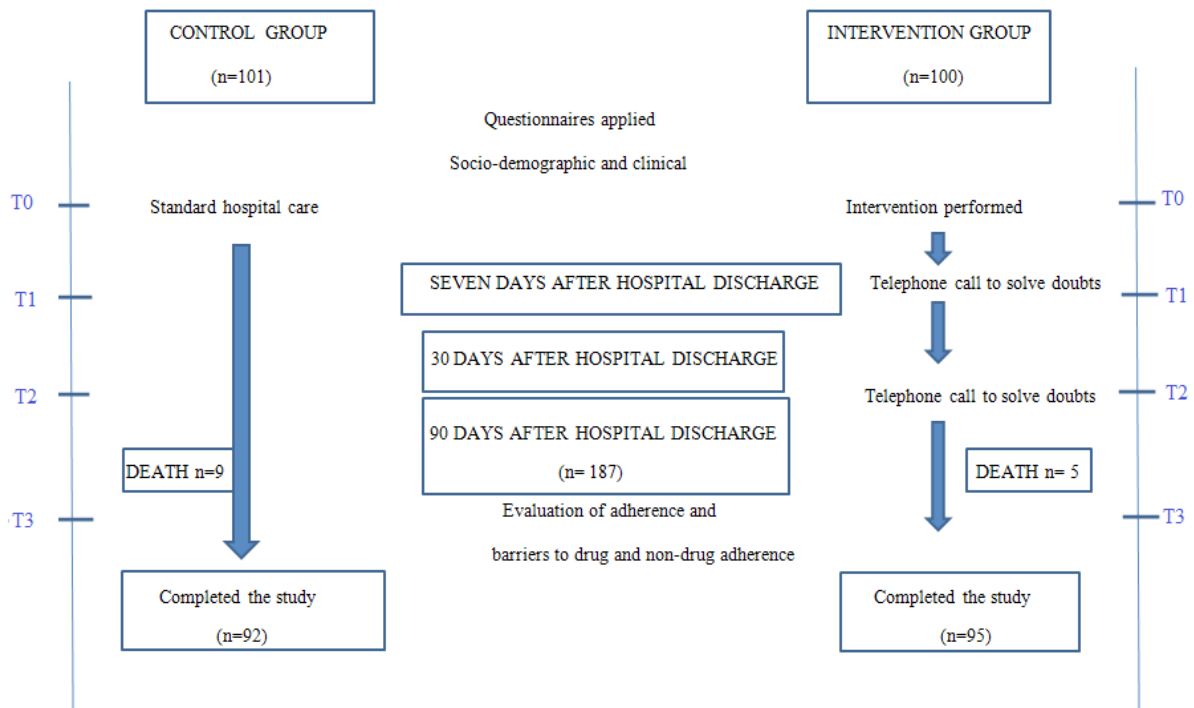 CONTROL GROUP
(n=101)
INTERVENTION GROUP
(n=100)
Questionnaires applied
Socio-demographic and clinical
T0
Standard hospital care
Intervention performed
T0
SEVEN DAYS AFTER HOSPITAL DISCHARGE
Telephone call to solve doubts
T1
T1
30 DAYS AFTER HOSPITAL DISCHARGE
T2
Telephone call to solve doubts
T2
90 DAYS AFTER HOSPITAL DISCHARGE
(n= 187)
DEATH n=9
DEATH n= 5
T3
Evaluation of adherence and
barriers to drug and non-drug adherence
T3
Completed the study
(n=92)
Completed the study
(n=95)